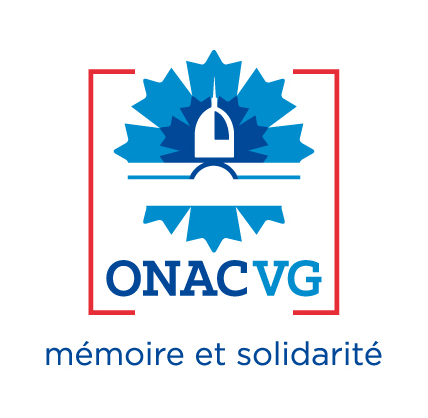 ONACVG
mémoire et solidarité